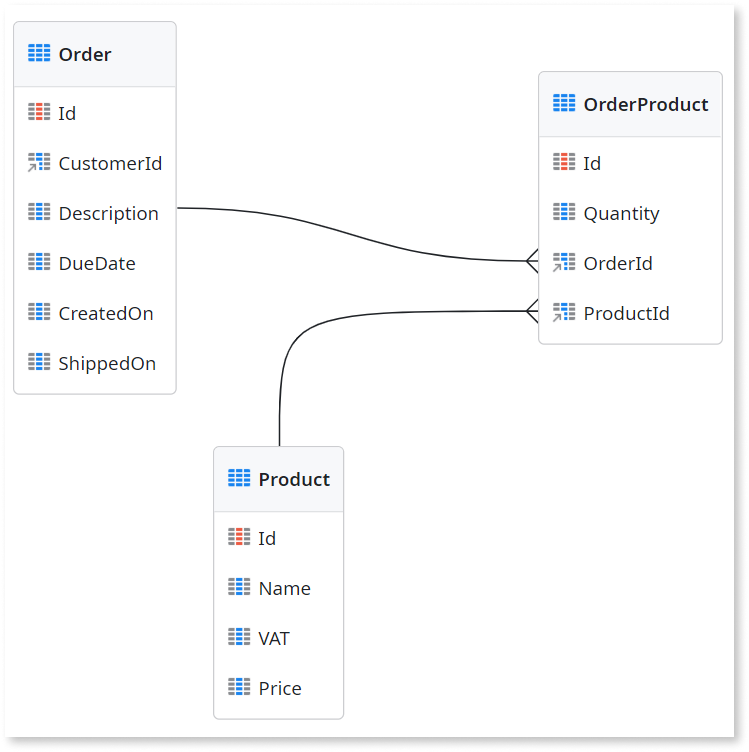 Order
Id
CustomerId
Description
DueDate
CreatedOn
ShippedOn
OrderProduct
Id
Quantity
OrderId
ProductId
Product
Id
Name
VAT
Price